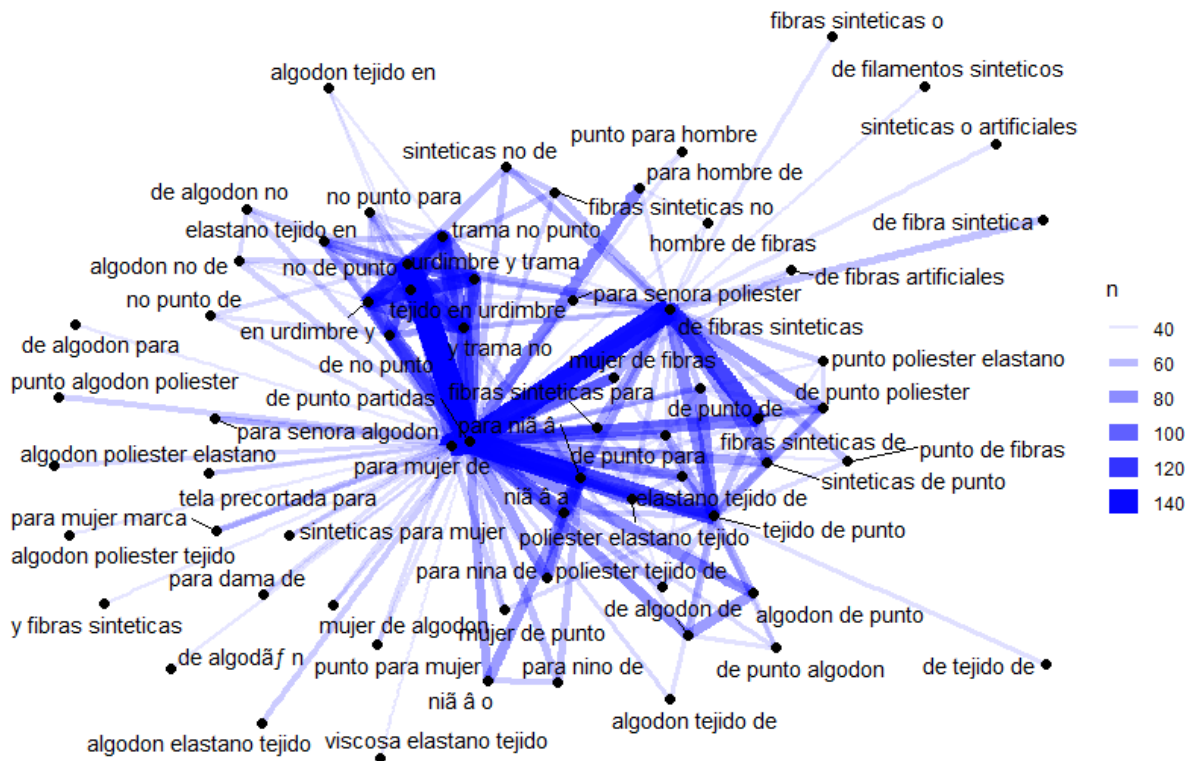 fibras sinteticas o
algodon tejido en
de filamentos sinteticos
punto para hombre
sinteticas o artificiales
sinteticas no de
para hombre de
de algodon no
no punto para
fibras sinteticas no
de fibra sintetica
elastano tejido en
trama no punto
hombre de fibras
algodon no de
no de punto
urdimbre y trama
de fibras artificiales
n
no punto de
tejido en urdimbre
para senora poliester
de fibras sinteticas
40
en urdimbre y
de algodon para
y trama no
mujer de fibras
punto poliester elastano
60
de no punto
punto algodon poliester
de punto partidas
fibras sinteticas para
de punto de
de punto poliester
80
para senora algodon
para niã â
fibras sinteticas de
punto de fibras
100
algodon poliester elastano
para mujer de
de punto para
sinteticas de punto
120
tela precortada para
niã â a
elastano tejido de
140
para mujer marca
sinteticas para mujer
poliester elastano tejido
tejido de punto
algodon poliester tejido
para dama de
para nina de
poliester tejido de
y fibras sinteticas
mujer de algodon
mujer de punto
de algodon de
algodon de punto
de algodãƒ n
punto para mujer
para nino de
de punto algodon
de tejido de
niã â o
algodon tejido de
algodon elastano tejido
viscosa elastano tejido